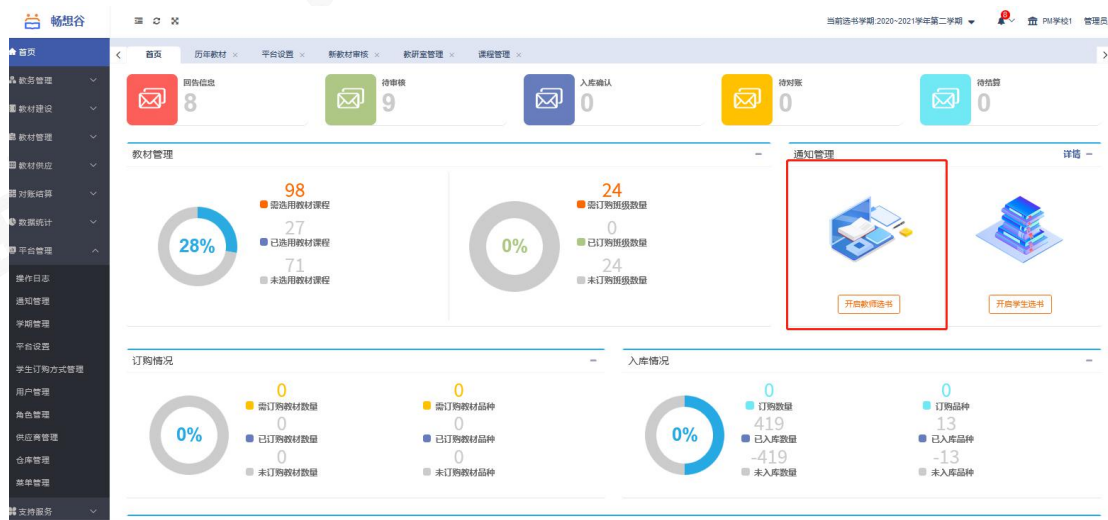 畅想谷
当前选书学期:2020~2021学年第二学期
8
PM学校1
管理员
首页
首页
历年教材 ×
平台设置 ×
新教材审核 ×
教研室管理 ×
课程管理 ×
教务管理
教材建设
教材管理
教材供应
对账结算
数据统计
平台管理
操作日志
通知管理
学期管理
平台设置
学生订购方式管理
用户管理
角色管理
供应商管理
仓库管理
菜单管理
支持服务
回告信息
8
待审核
9
入库确认
0
待对账
0
待结算
0
教材管理
28%
98
需选用教材课程
27
已选用教材课程
71
未选用教材课程
0%
24
需订购班级数量
0
已订购班级数量
24
未订购班级数量
通知管理
详情
开启教师选书
开启学生选书
订购情况
0%
0
需订购教材数量
0
已订购教材数量
0
未订购教材数量
0
需订购教材品种
0
已订购教材品种
0
未订购教材品种
入库情况
0%
0
订购数量
419
已入库数量
-419
未入库数量
0
订购品种
13
已入库品种
-13
未入库品种